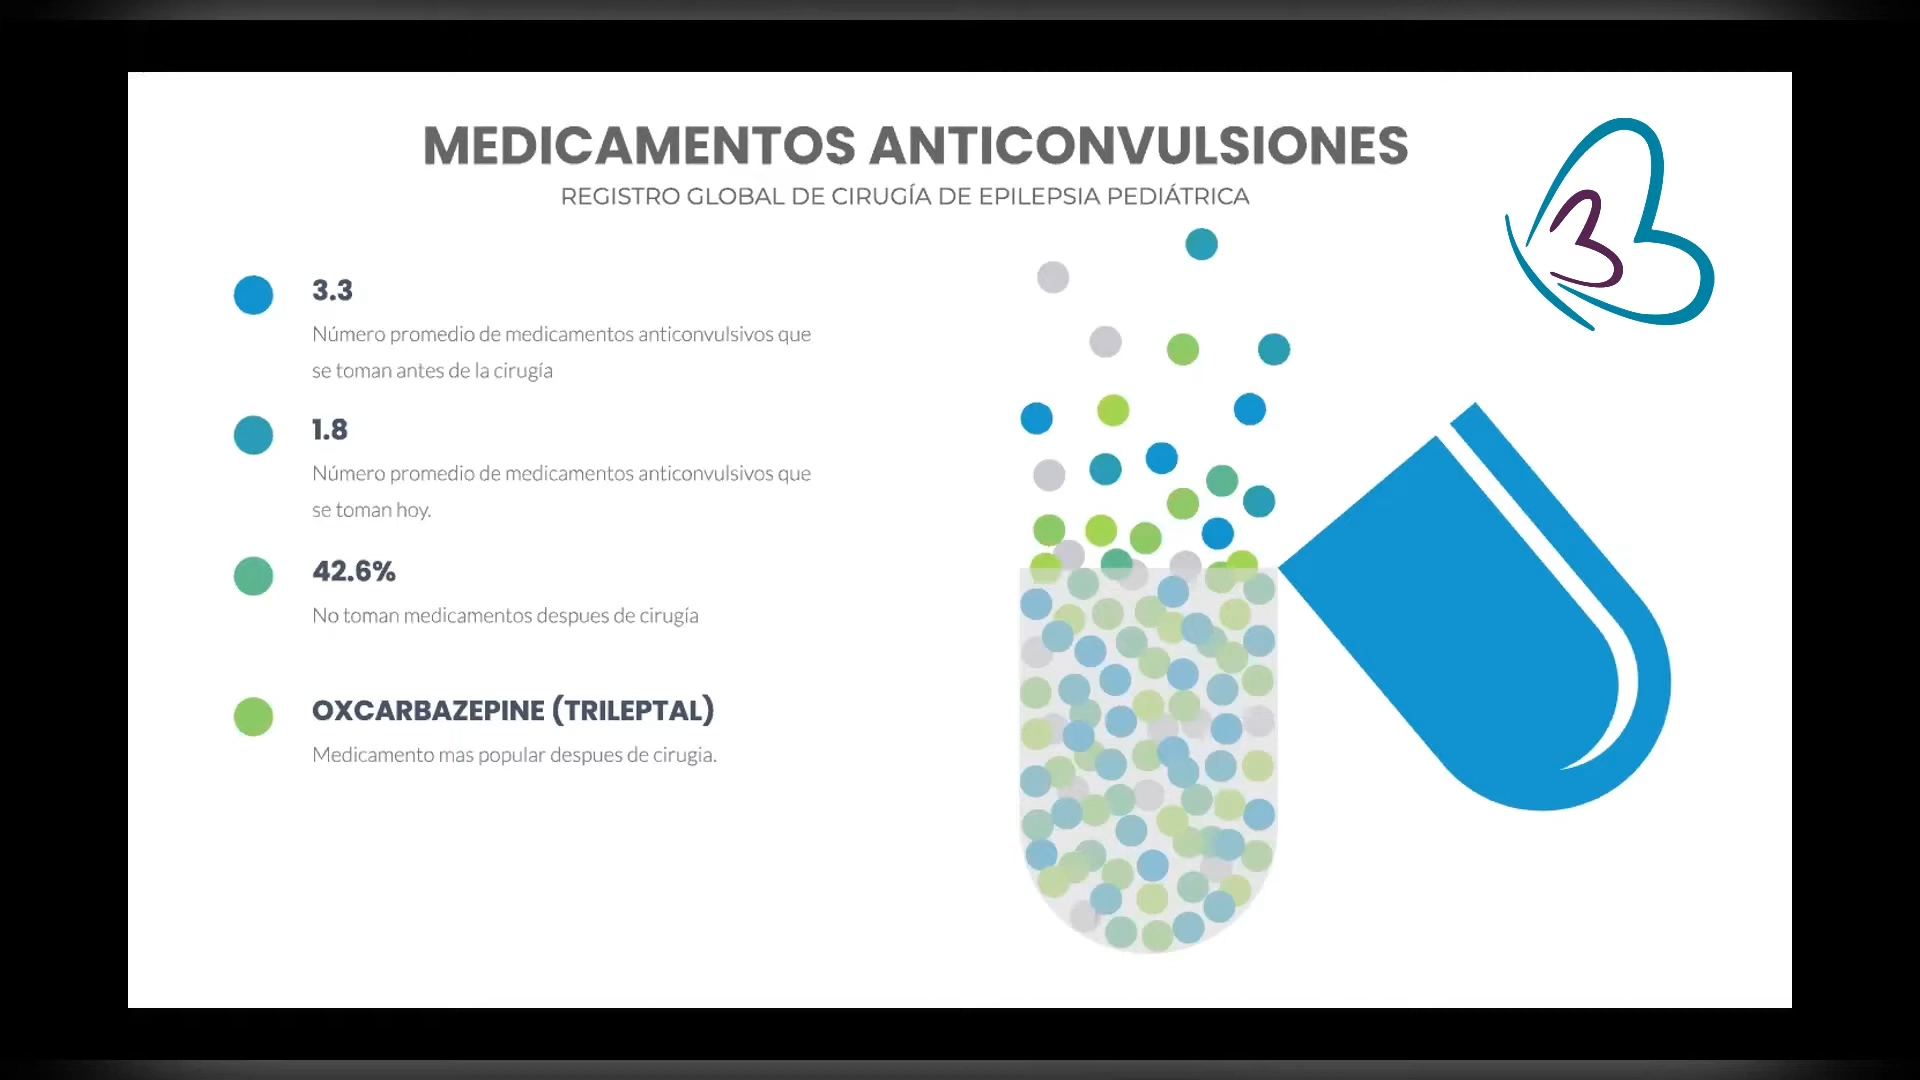 MEDICAMENTOS ANTICONVULSIONES
REGISTRO GLOBAL DE CIRUGÍA DE EPILEPSIA PEDIÁTRICA
3.3
Número promedio de medicamentos anticonvulsivos que
se toman antes de la cirugía
1.8
Número promedio de medicamentos anticonvulsivos que
se toman hoy.
42.6%
No toman medicamentos despues de cirugía
OXCARBAZEPINE (TRILEPTAL)
Medicamento mas popular despues de cirugia.